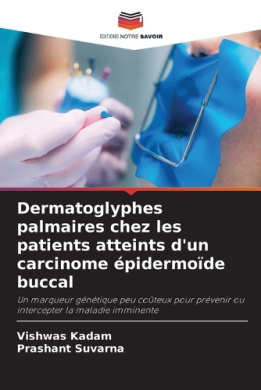 EDITIONS NOTRE SAVOIR
Dermatoglyphes
palmaires chez les
patients atteints d'un
carcinome épidermoïde
buccal
Un marqueur génétique peu coûteux pour prévenir ou
intercepter la maladie imminente
Vishwas Kadam
Prashant Suvarna